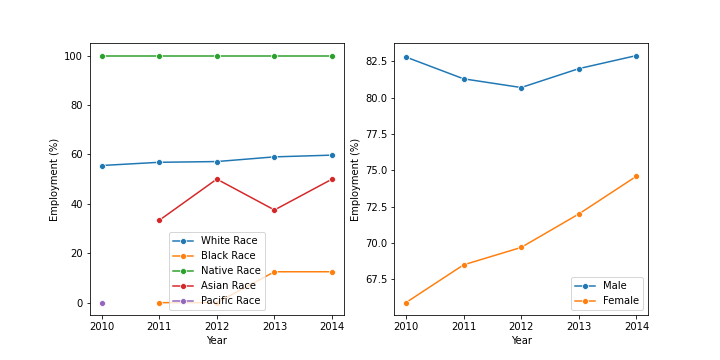 100
80
60
40
20
0
Employment (%)
2010 2011 2012 2013 2014
Year
White Race
Black Race
Native Race
Asian Race
Pacific Race
82.5
80.0
77.5
75.0
72.5
70.0
67.5
Employment (%)
2010 2011 2012 2013 2014
Year
Male
Female